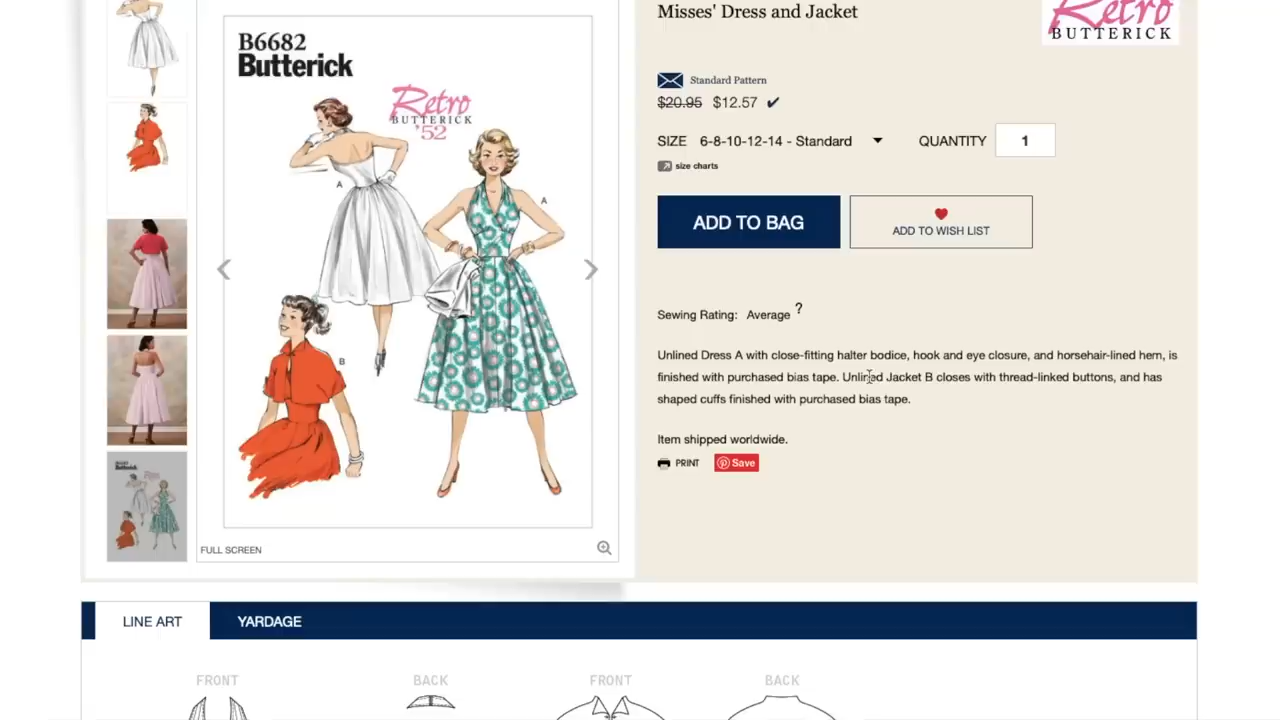 Misses' Dress and Jacket
Retro
BUTTERICK
B6682
Butterick
Retro
BUTTERICK
'52
A
A
B
FULL SCREEN
Standard Pattern
$20.95 $12.57
SIZE 6-8-10-12-14 - Standard QUANTITY 1
size charts
ADD TO BAG
ADD TO WISH LIST
Sewing Rating: Average ?
Unlined Dress A with close-fitting halter bodice, hook and eye closure, and horsehair-lined hem, is
finished with purchased bias tape. Unlined Jacket B closes with thread-linked buttons, and has
shaped cuffs finished with purchased bias tape.
Item shipped worldwide.
PRINT Save
LINE ART YARDAGE
FRONT BACK FRONT BACK